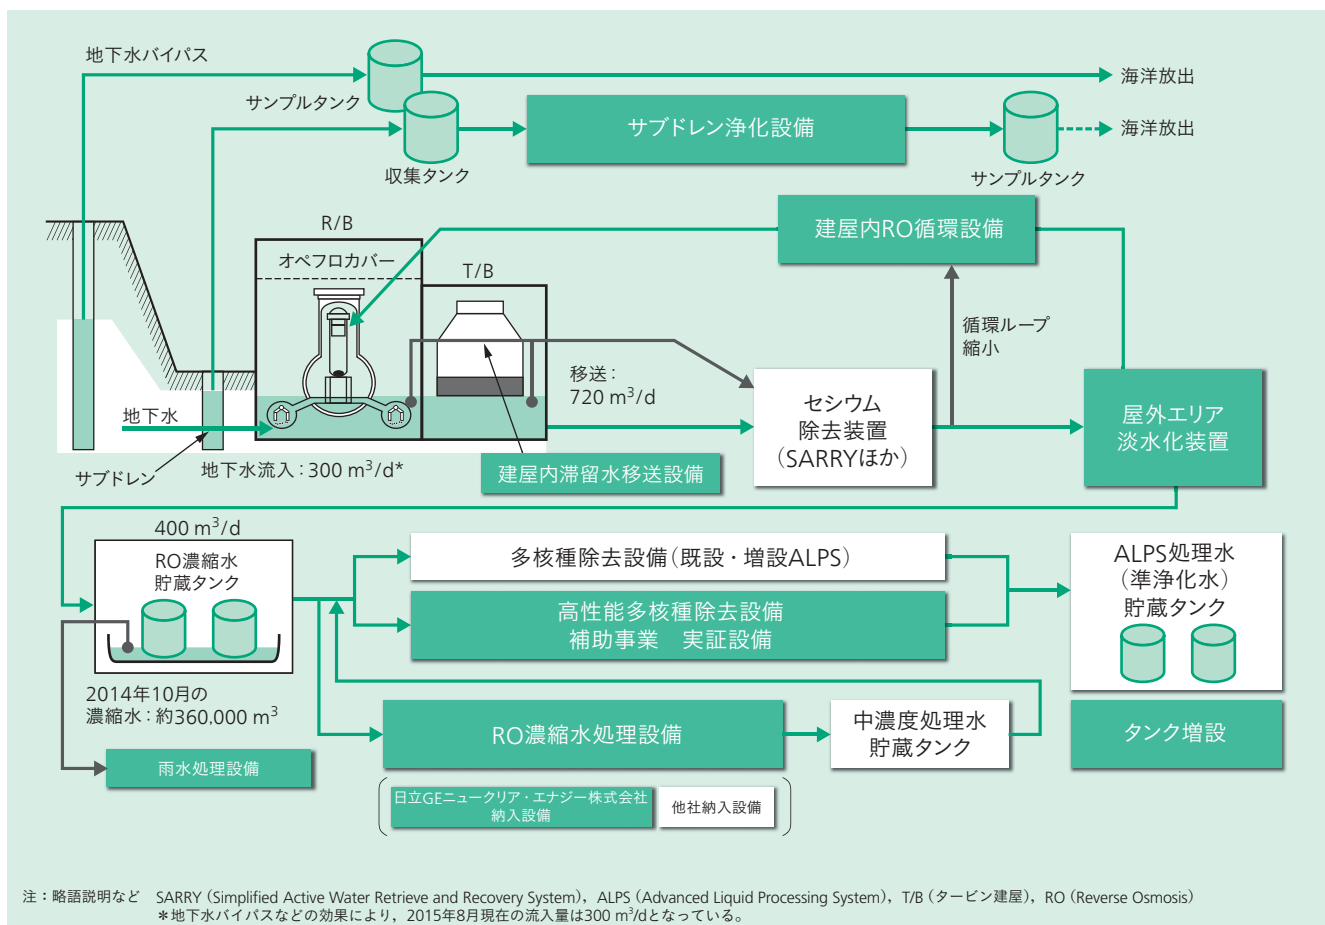 地下水バイパス
サンプルタンク
海洋放出
収集タンク
サブドレン浄化設備
サンプルタンク
海洋放出
R/B
オペフロカバー
T/B
建屋内RO循環設備
循環ループ
縮小
移送：
720 m³/d
地下水
サブドレン
地下水流入：300 m³/d*
建屋内滞留水移送設備
セシウム
除去装置
（SARRYほか）
屋外エリア
淡水化装置
400 m³/d
RO濃縮水
貯蔵タンク
2014年10月の
濃縮水：約360,000 m³
雨水処理設備
多核種除去設備（既設・増設ALPS）
高性能多核種除去設備
補助事業　実証設備
RO濃縮水処理設備
中濃度処理水
貯蔵タンク
ALPS処理水
（準浄化水）
貯蔵タンク
タンク増設
日立GEニュークリア・エナジー株式会社
納入設備
他社納入設備
注：略語説明など　SARRY（Simplified Active Water Retrieve and Recovery System），ALPS（Advanced Liquid Processing System），T/B（タービン建屋），RO（Reverse Osmosis）
＊地下水バイパスなどの効果により，2015年8月現在の流入量は300 m³/dとなっている。